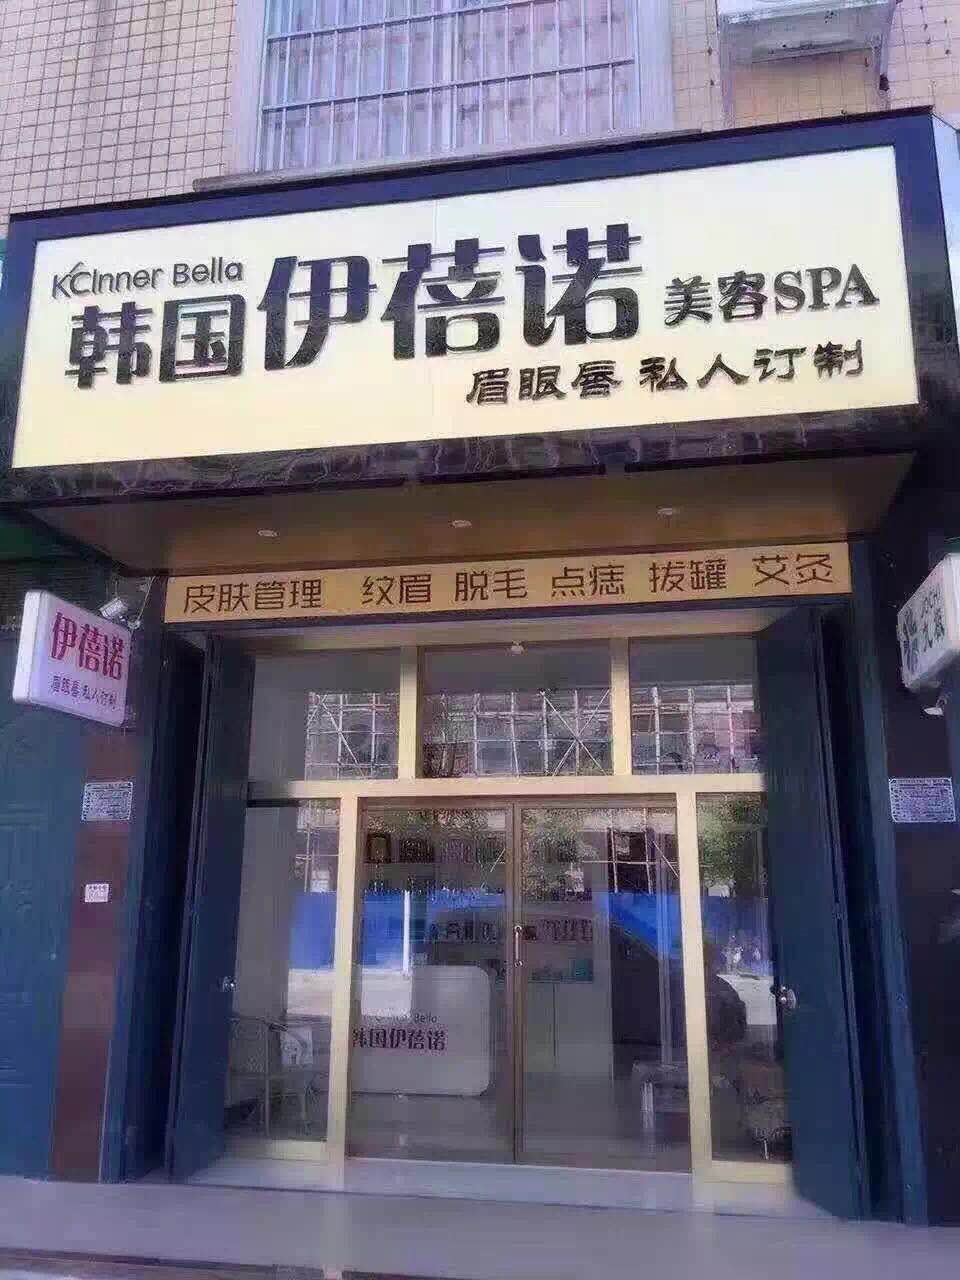 KCInner Bella
韩国伊蓓诺 美容SPA
眉眼唇 私人订制
皮肤管理 纹眉 脱毛 点痣 拔罐 艾灸
伊蓓诺
眉眼唇 私人订制
Bella
韩国伊蓓诺